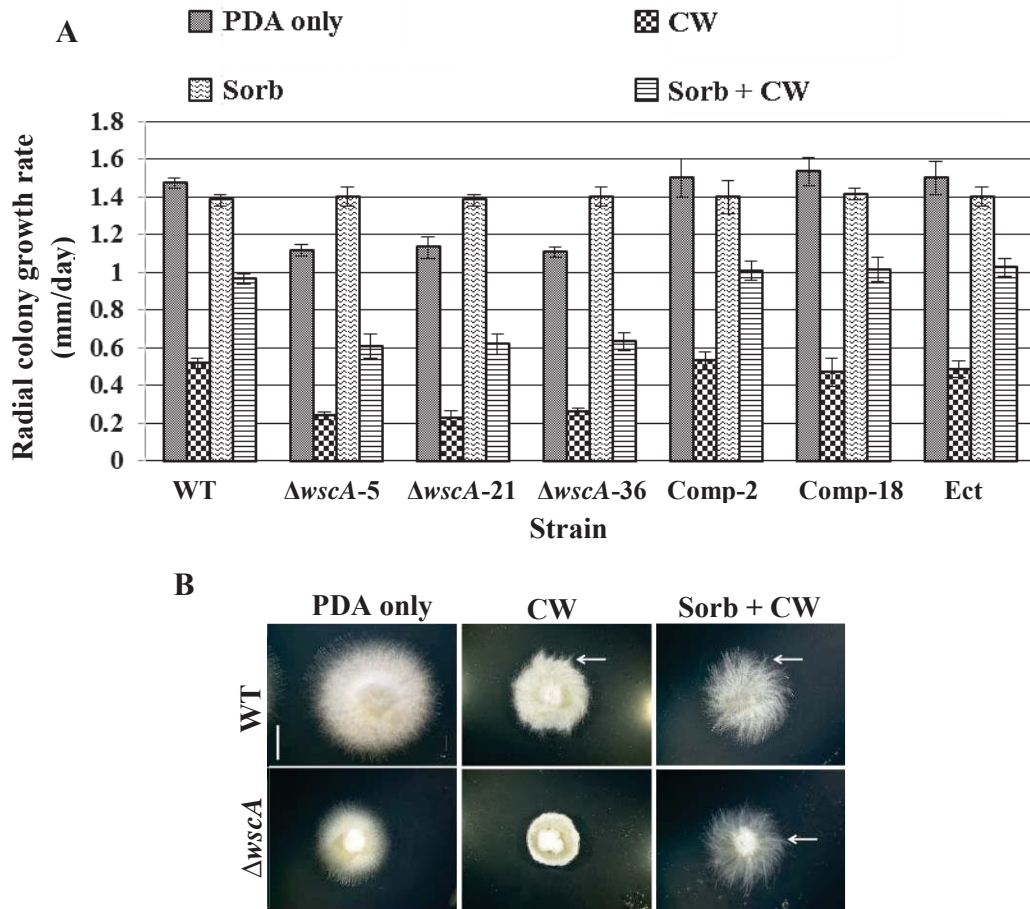 A
PDA only
CW
Sorb
Sorb + CW
Radial colony growth rate
(mm/day)
1.8
1.6
1.4
1.2
1
0.8
0.6
0.4
0.2
0
WT
ΔwscA-5
ΔwscA-21
ΔwscA-36
Comp-2
Comp-18
Ect
Strain
B
PDA only
CW
Sorb + CW
WT
ΔwscA